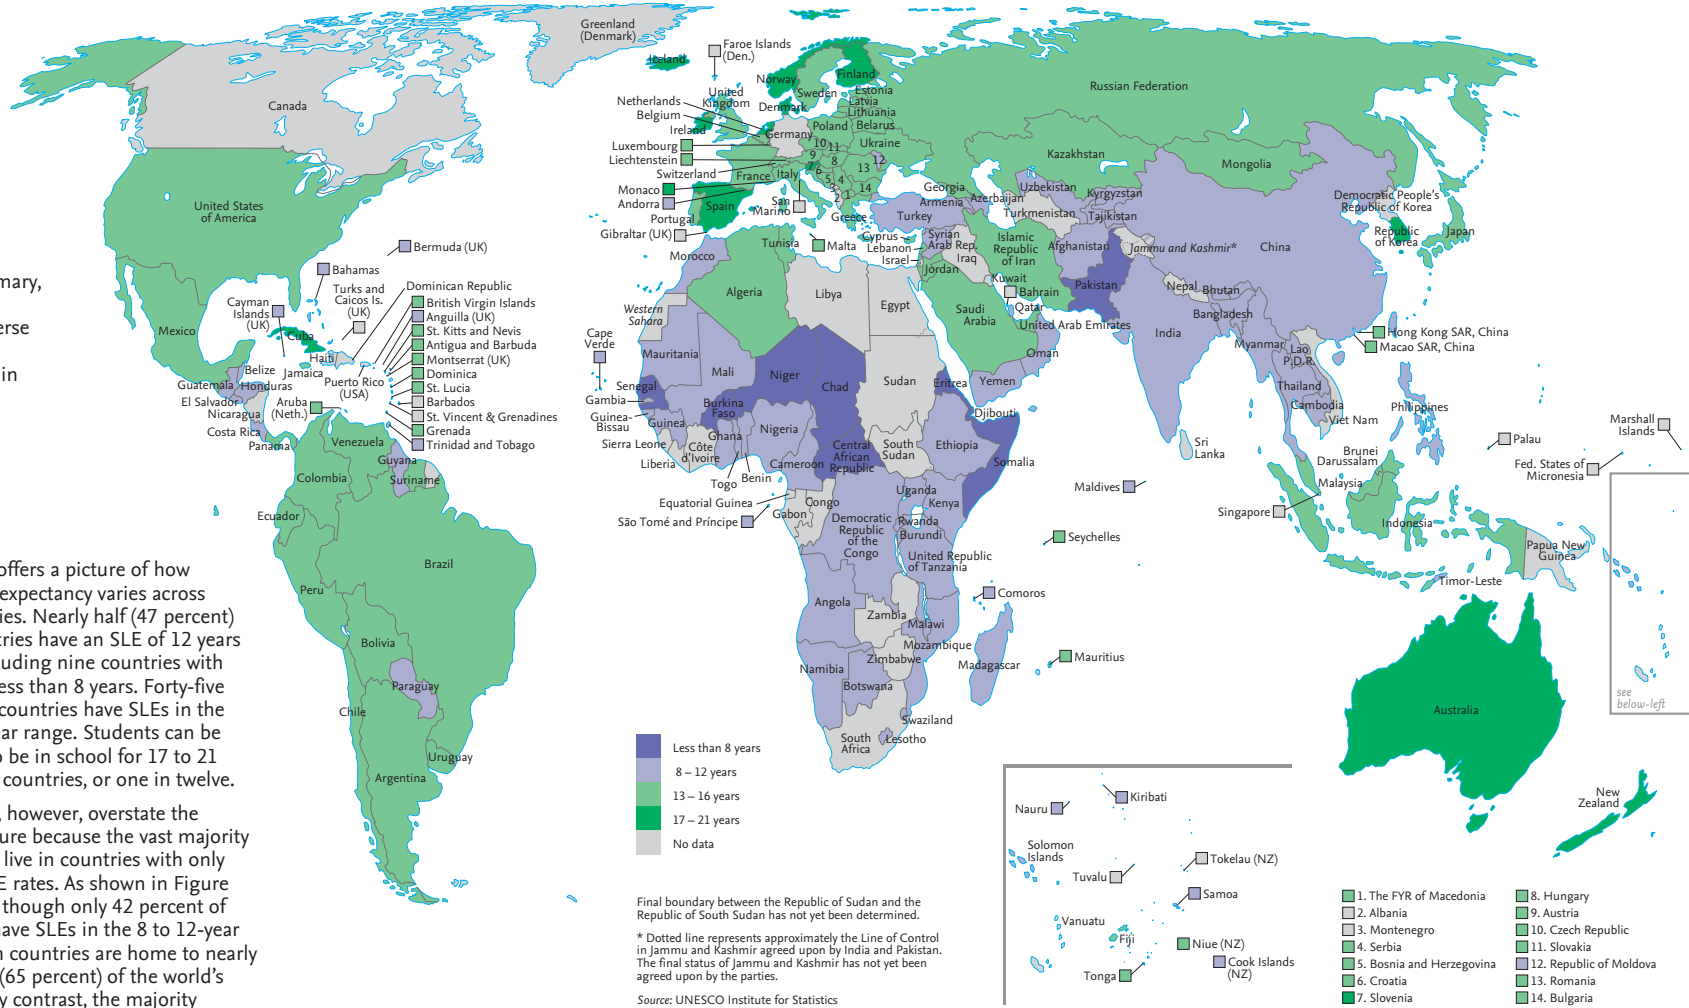 mary,
erse
in
offers a picture of how
expectancy varies across
ies. Nearly half (47 percent)
tries have an SLE of 12 years
uding nine countries with
ess than 8 years. Forty-five
countries have SLEs in the
ar range. Students can be
o be in school for 17 to 21
countries, or one in twelve.
, however, overstate the
ure because the vast majority
live in countries with only
E rates. As shown in Figure
though only 42 percent of
ave SLEs in the 8 to 12-year
n countries are home to nearly
(65 percent) of the world's
y contrast, the majority
Greenland
(Denmark)
Canada
United States
of America
Mexico
Bermuda (UK)
Bahamas
Turks and
Caicos Is.
(UK)
Cayman
Islands
(UK)
Cuba
Haiti
Jamaica
Belize
Guatemala
Honduras
El Salvador
Nicaragua
Costa Rica
Panama
Puerto Rico
(USA)
Aruba
(Neth.)
Dominican Republic
British Virgin Islands
Anguilla (UK)
St. Kitts and Nevis
Antigua and Barbuda
Montserrat (UK)
Dominica
St. Lucia
Barbados
St. Vincent & Grenadines
Grenada
Trinidad and Tobago
Venezuela
Guyana
Suriname
Colombia
Ecuador
Peru
Brazil
Bolivia
Paraguay
Chile
Uruguay
Argentina
Iceland
Faroe Islands
(Den.)
Norway
Finland
Sweden
Estonia
Latvia
Lithuania
Belarus
Denmark
United
Kingdom
Netherlands
Belgium
Ireland
Luxembourg
Liechtenstein
Switzerland
Monaco
Andorra
Portugal
Gibraltar (UK)
Germany
Poland
Ukraine
France
Italy
Spain
San
Marino
Greece
Malta
10
11
9
8
7
6
5
4
3
2
1
12
13
14
Russian Federation
Kazakhstan
Mongolia
Georgia
Armenia
Azerbaijan
Turkey
Uzbekistan
Turkmenistan
Kyrgyzstan
Tajikistan
Cyprus
Lebanon
Israel
Syrian
Arab Rep.
Iraq
Jordan
Islamic
Republic
of Iran
Kuwait
Bahrain
Qatar
Saudi
Arabia
United Arab Emirates
Oman
Yemen
Afghanistan
Pakistan
Jammu and Kashmir*
China
Nepal
Bhutan
Bangladesh
India
Myanmar
Lao
P.D.R.
Thailand
Cambodia
Viet Nam
Sri
Lanka
Maldives
Democratic People's
Republic of Korea
Republic
of Korea
Japan
Hong Kong SAR, China
Macao SAR, China
Philippines
Brunei
Darussalam
Malaysia
Singapore
Indonesia
Timor-Leste
Papua New
Guinea
Palau
Fed. States of
Micronesia
Marshall
Islands
Australia
New
Zealand
see
below-left
Morocco
Western
Sahara
Algeria
Tunisia
Libya
Egypt
Cape
Verde
Mauritania
Mali
Niger
Chad
Sudan
Eritrea
Djibouti
Senegal
Gambia
Guinea-
Bissau
Guinea
Sierra Leone
Liberia
Côte
d'Ivoire
Burkina
Faso
Ghana
Togo
Benin
Nigeria
Cameroon
Central
African
Republic
South
Sudan
Ethiopia
Somalia
Equatorial Guinea
São Tomé and Príncipe
Gabon
Congo
Democratic
Republic
of the
Congo
Uganda
Kenya
Rwanda
Burundi
United Republic
of Tanzania
Seychelles
Comoros
Angola
Zambia
Malawi
Mozambique
Zimbabwe
Madagascar
Mauritius
Namibia
Botswana
Swaziland
Lesotho
South
Africa
Less than 8 years
8 – 12 years
13 – 16 years
17 – 21 years
No data
Final boundary between the Republic of Sudan and the
Republic of South Sudan has not yet been determined.
* Dotted line represents approximately the Line of Control
in Jammu and Kashmir agreed upon by India and Pakistan.
The final status of Jammu and Kashmir has not yet been
agreed upon by the parties.
Source: UNESCO Institute for Statistics
Nauru
Kiribati
Solomon
Islands
Tuvalu
Tokelau (NZ)
Samoa
Vanuatu
Fiji
Niue (NZ)
Cook Islands
(NZ)
Tonga
1. The FYR of Macedonia
2. Albania
3. Montenegro
4. Serbia
5. Bosnia and Herzegovina
6. Croatia
7. Slovenia
8. Hungary
9. Austria
10. Czech Republic
11. Slovakia
12. Republic of Moldova
13. Romania
14. Bulgaria